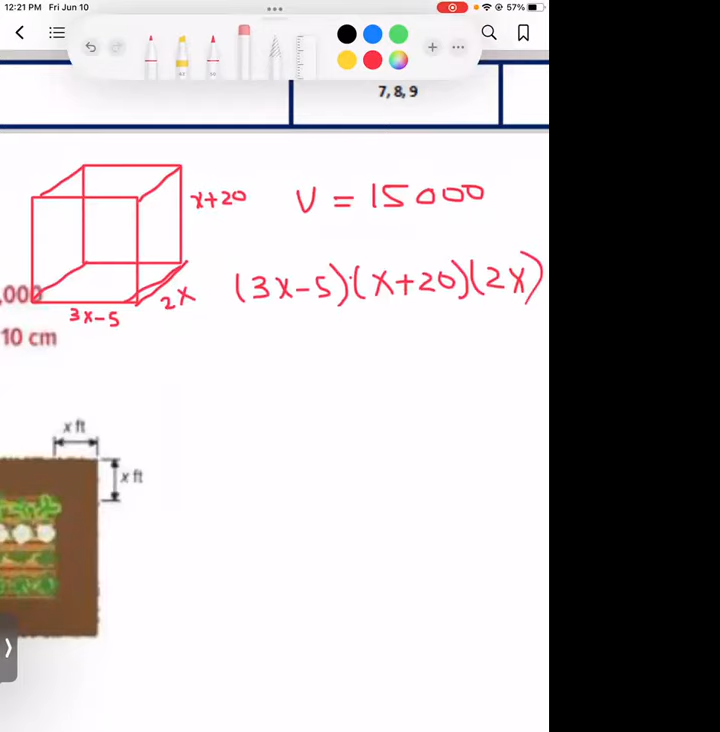 12:21 PM Fri Jun 10
57%
7, 8, 9
x+20
V = 15000
(3x-5)·(x+20)(2x)
,000
2x
3x-5
10 cm
x ft
x ft